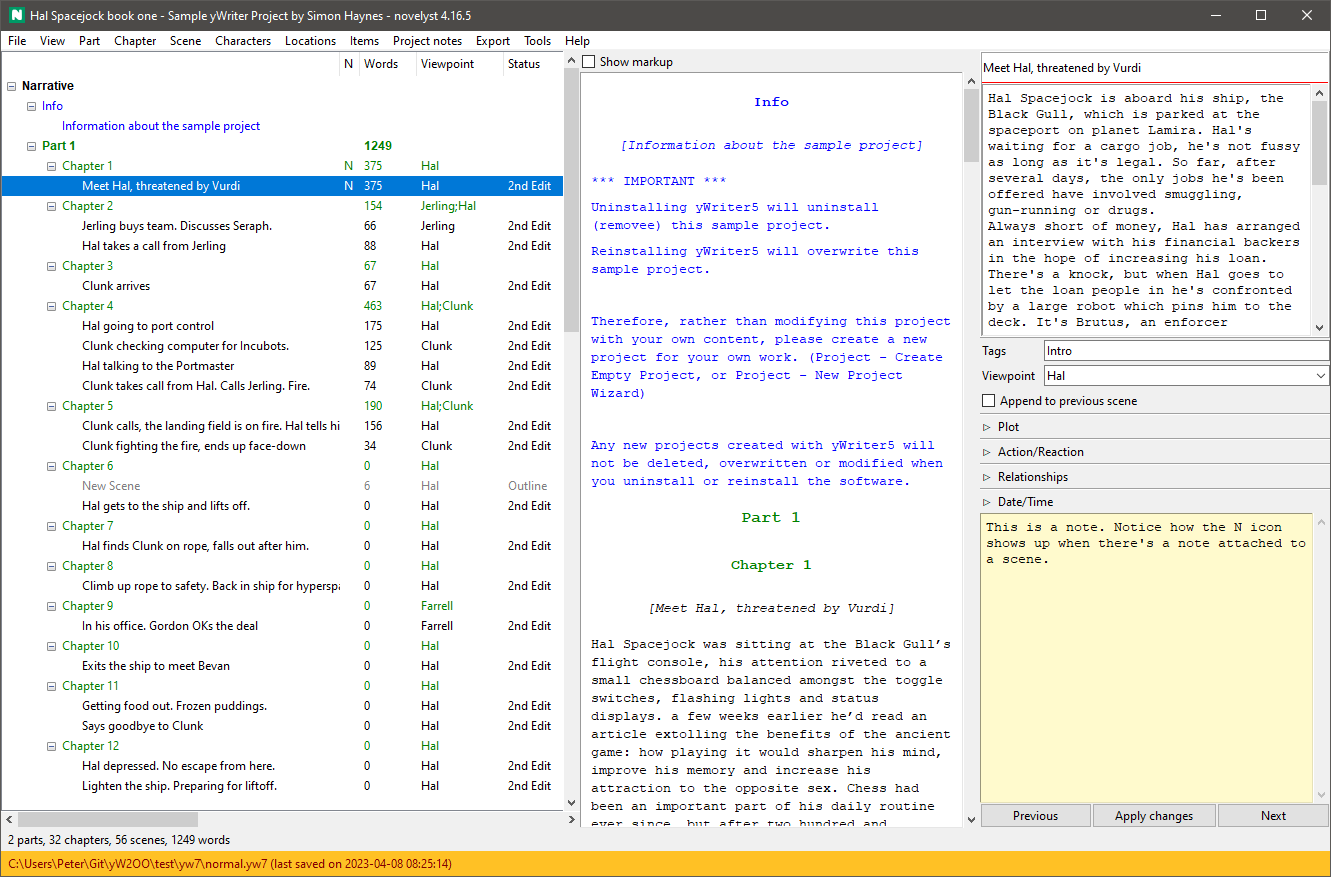 Hal Spacejock book one - Sample yWriter Project by Simon Haynes - novelyst 4.16.5
File View Part Chapter Scene Characters Locations Items Project notes Export Tools Help
N Words Viewpoint Status
Narrative
Info
Information about the sample project
Part 1 1249
Chapter 1 N 375 Hal
Meet Hal, threatened by Vurdi N 375 Hal 2nd Edit
Chapter 2 154 Jerling;Hal
Jerling buys team. Discusses Seraph. 66 Jerling 2nd Edit
Hal takes a call from Jerling 88 Hal 2nd Edit
Chapter 3 67 Hal
Clunk arrives 67 Hal 2nd Edit
Chapter 4 463 Hal;Clunk
Hal going to port control 175 Hal 2nd Edit
Clunk checking computer for Incubots. 125 Clunk 2nd Edit
Hal talking to the Portmaster 89 Hal 2nd Edit
Clunk takes call from Hal. Calls Jerling. Fire. 74 Clunk 2nd Edit
Chapter 5 190 Hal;Clunk
Clunk calls, the landing field is on fire. Hal tells hi 156 Hal 2nd Edit
Clunk fighting the fire, ends up face-down 34 Clunk 2nd Edit
Chapter 6 0 Hal
New Scene 6 Hal Outline
Hal gets to the ship and lifts off. 0 Hal 2nd Edit
Chapter 7 0 Hal
Hal finds Clunk on rope, falls out after him. 0 Hal 2nd Edit
Chapter 8 0 Hal
Climb up rope to safety. Back in ship for hyperspa 0 Hal 2nd Edit
Chapter 9 0 Farrell
In his office. Gordon OKs the deal 0 Farrell 2nd Edit
Chapter 10 0 Hal
Exits the ship to meet Bevan 0 Hal 2nd Edit
Chapter 11 0 Hal
Getting food out. Frozen puddings. 0 Hal 2nd Edit
Says goodbye to Clunk 0 Hal 2nd Edit
Chapter 12 0 Hal
Hal depressed. No escape from here. 0 Hal 2nd Edit
Lighten the ship. Preparing for liftoff. 0 Hal 2nd Edit
Show markup
Info
[Information about the sample project]
*** IMPORTANT ***
Uninstalling yWriter5 will uninstall
(removee) this sample project.
Reinstalling yWriter5 will overwrite this
sample project.
Therefore, rather than modifying this project
with your own content, please create a new
project for your own work. (Project - Create
Empty Project, or Project - New Project
Wizard)
Any new projects created with yWriter5 will
not be deleted, overwritten or modified when
you uninstall or reinstall the software.
Part 1
Chapter 1
[Meet Hal, threatened by Vurdi]
Hal Spacejock was sitting at the Black Gull’s
flight console, his attention riveted to a
small chessboard balanced amongst the toggle
switches, flashing lights and status
displays. a few weeks earlier he’d read an
article extolling the benefits of the ancient
game: how playing it would sharpen his mind,
improve his memory and increase his
attraction to the opposite sex. Chess had
been an important part of his daily routine
ever since, but after two hundred and
Meet Hal, threatened by Vurdi
Hal Spacejock is aboard his ship, the
Black Gull, which is parked at the
spaceport on planet Lamira. Hal's
waiting for a cargo job, he's not fussy
as long as it's legal. So far, after
several days, the only jobs he's been
offered have involved smuggling,
gun-running or drugs.
Always short of money, Hal has arranged
an interview with his financial backers
in the hope of increasing his loan.
There's a knock, but when Hal goes to
let the loan people in he's confronted
by a large robot which pins him to the
deck. It's Brutus, an enforcer
Tags Intro
Viewpoint Hal
Append to previous scene
Plot
Action/Reaction
Relationships
Date/Time
This is a note. Notice how the N icon
shows up when there's a note attached to
a scene.
Previous Apply changes Next
2 parts, 32 chapters, 56 scenes, 1249 words
C:\Users\Peter\Git\yW2OO\test\yw7\normal.yw7 (last saved on 2023-04-08 08:25:14)